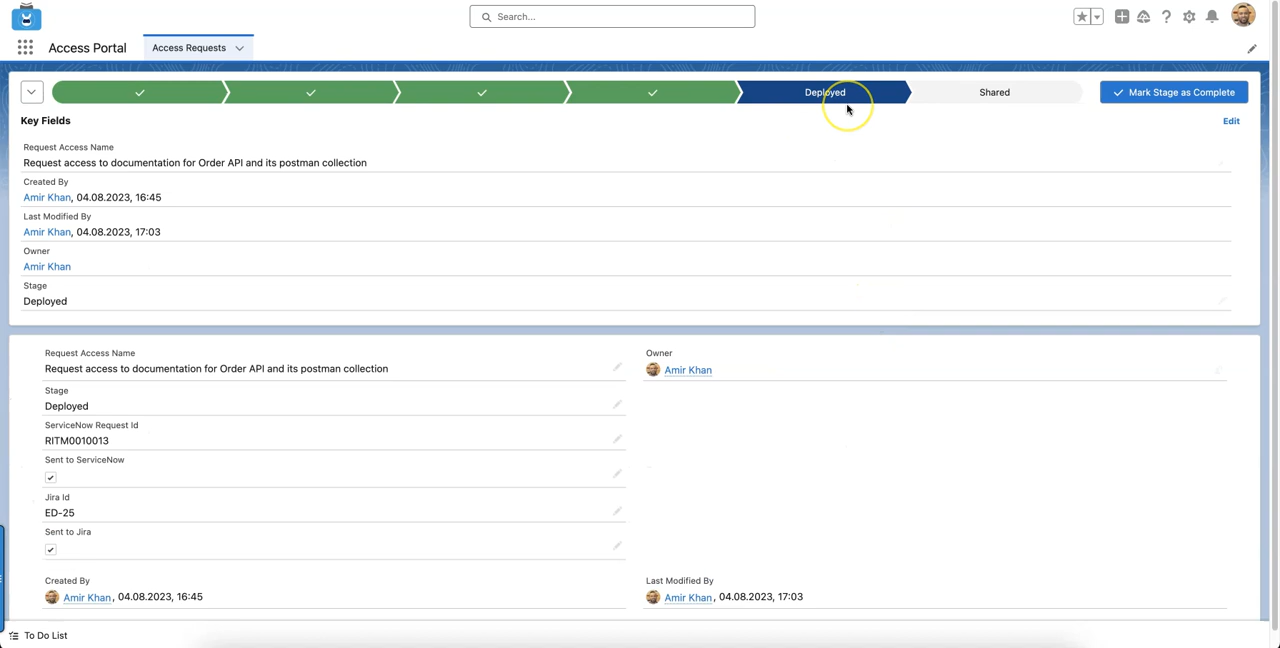 Search...
Access Portal
Access Requests
Deployed
Shared
Mark Stage as Complete
Key Fields
Edit
Request Access Name
Request access to documentation for Order API and its postman collection
Created By
Amir Khan, 04.08.2023, 16:45
Last Modified By
Amir Khan, 04.08.2023, 17:03
Owner
Amir Khan
Stage
Deployed
Request Access Name
Request access to documentation for Order API and its postman collection
Owner
Amir Khan
Stage
Deployed
ServiceNow Request Id
RITM0010013
Sent to ServiceNow
Jira Id
ED-25
Sent to Jira
Created By
Amir Khan, 04.08.2023, 16:45
Last Modified By
Amir Khan, 04.08.2023, 17:03
To Do List